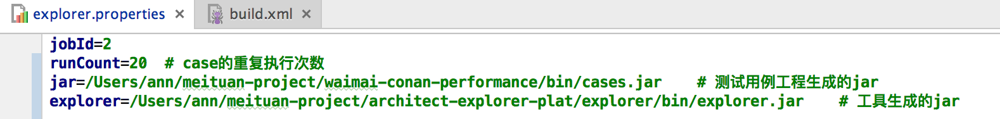 explorer.properties × build.xml ×
jobId=2
runCount=20  # case的重复执行次数
jar=/Users/ann/meituan-project/waimai-conan-performance/bin/cases.jar    # 测试用例工程生成的jar
explorer=/Users/ann/meituan-project/architect-explorer-plat/explorer/bin/explorer.jar    # 工具生成的jar